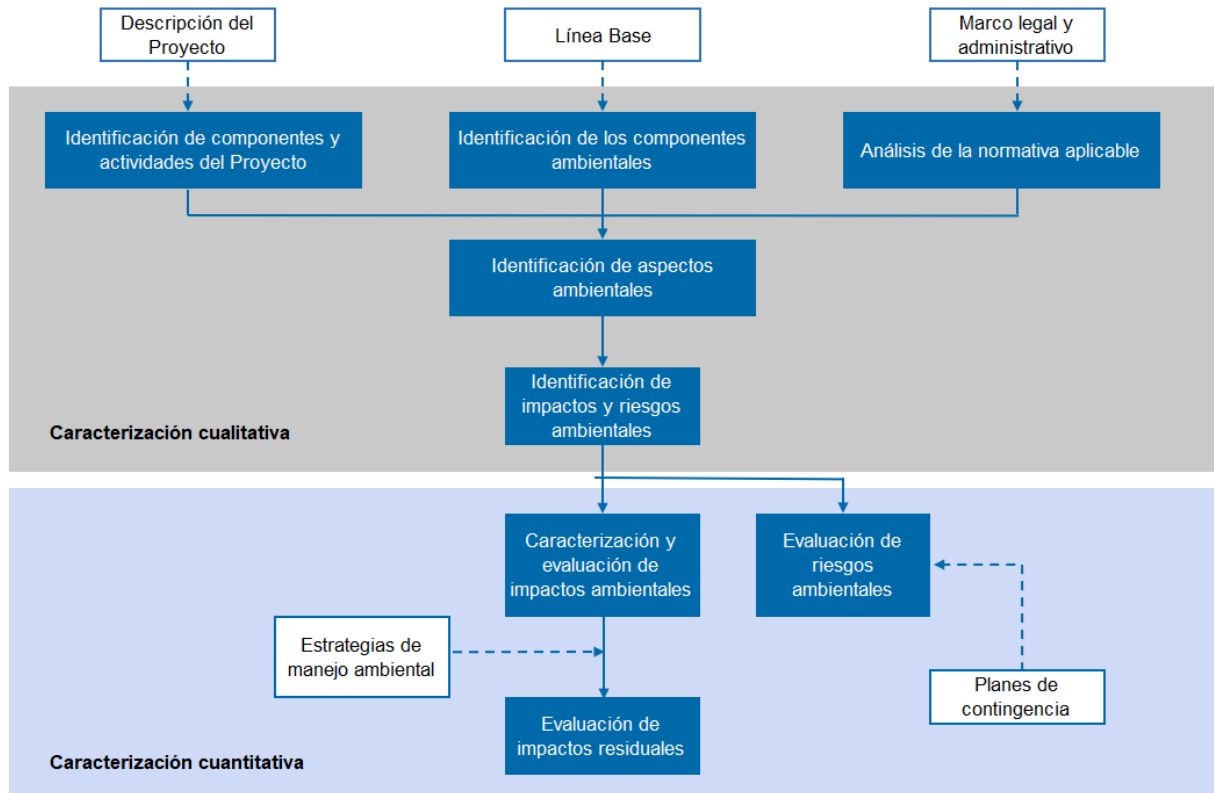 Descripción del
Proyecto
Línea Base
Marco legal y
administrativo
Identificación de componentes y
actividades del Proyecto
Identificación de los componentes
ambientales
Análisis de la normativa aplicable
Identificación de aspectos
ambientales
Identificación de
impactos y riesgos
ambientales
Caracterización cualitativa
Caracterización y
evaluación de
impactos ambientales
Evaluación de
riesgos
ambientales
Estrategias de
manejo ambiental
Planes de
contingencia
Evaluación de
impactos residuales
Caracterización cuantitativa